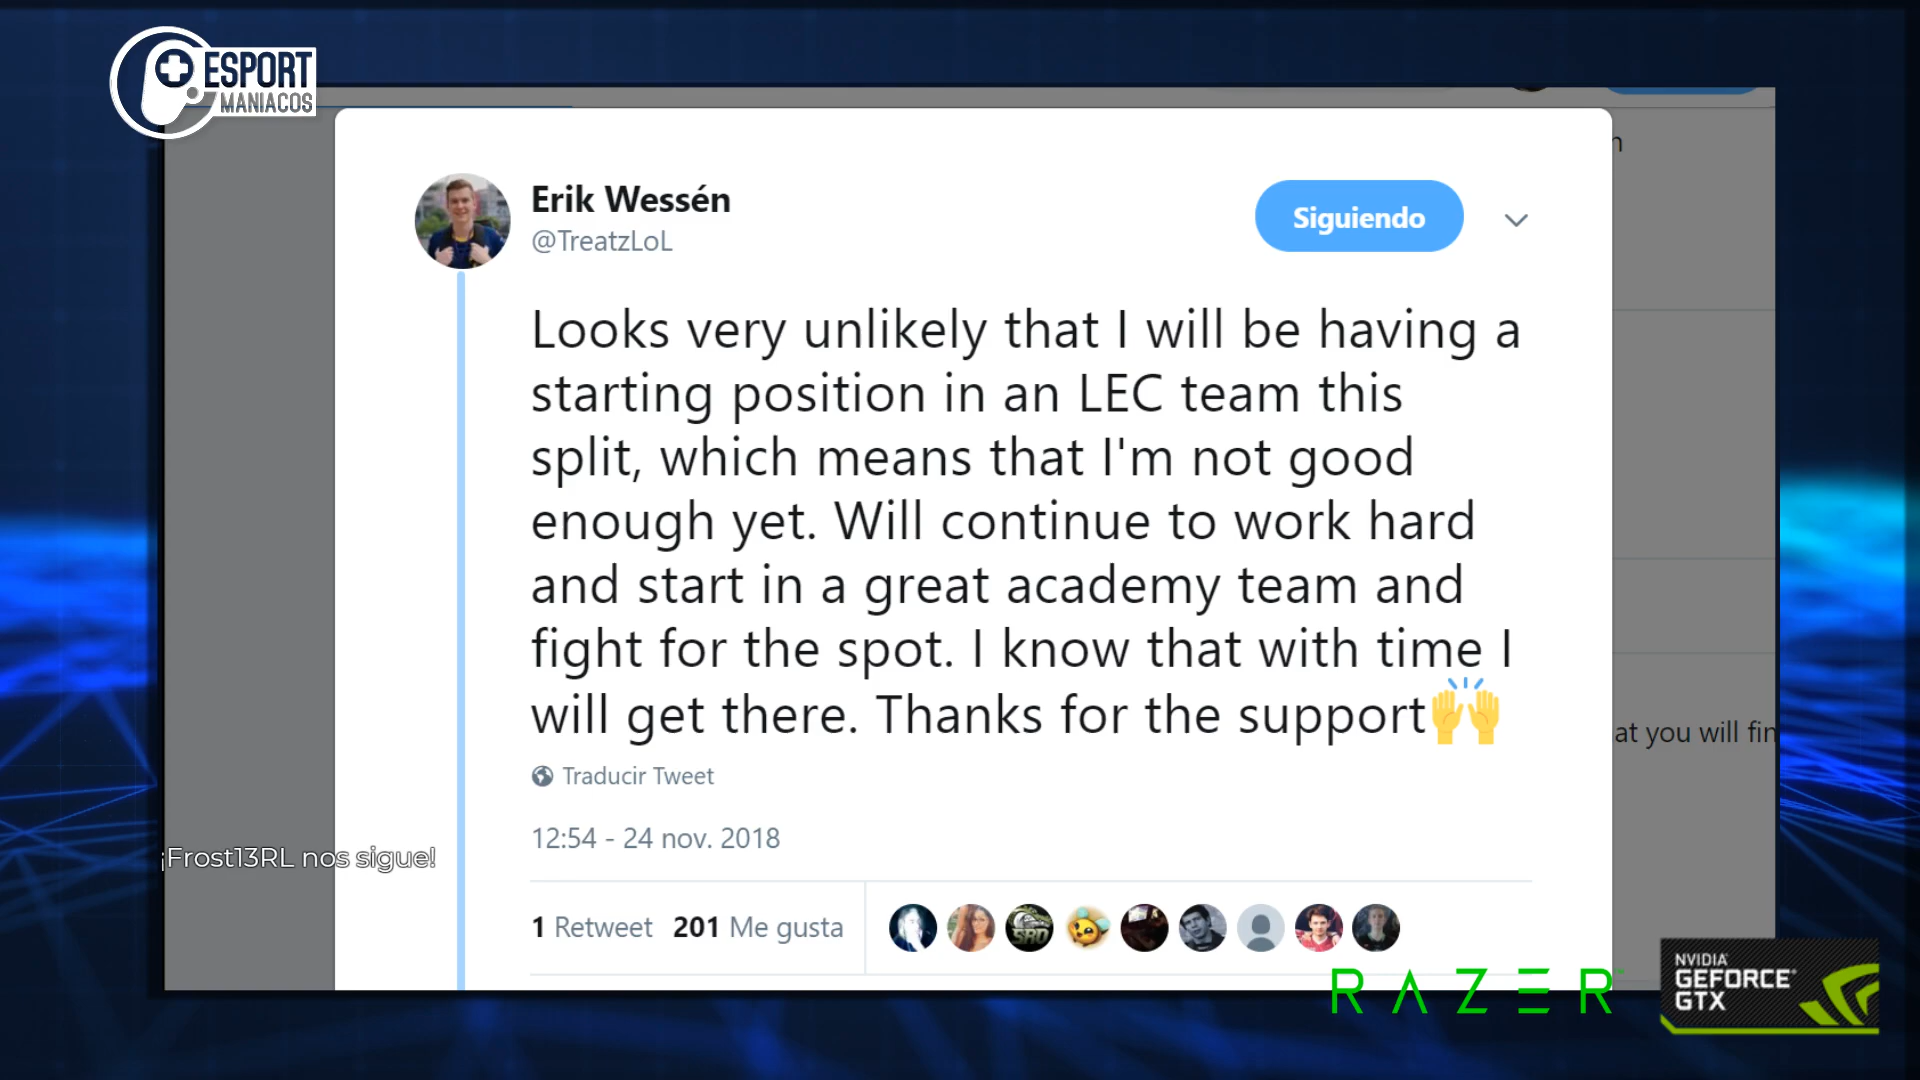 ESPORT
MANIACOS
n
Erik Wessén
@TreatzLoL
Siguiendo
Looks very unlikely that I will be having a
starting position in an LEC team this
split, which means that I'm not good
enough yet. Will continue to work hard
and start in a great academy team and
fight for the spot. I know that with time I
will get there. Thanks for the support🙌
at you will fin
Traducir Tweet
12:54 - 24 nov. 2018
¡Frost13RL nos sigue!
1 Retweet 201 Me gusta
SRD
RAZER
NVIDIA
GEFORCE
GTX